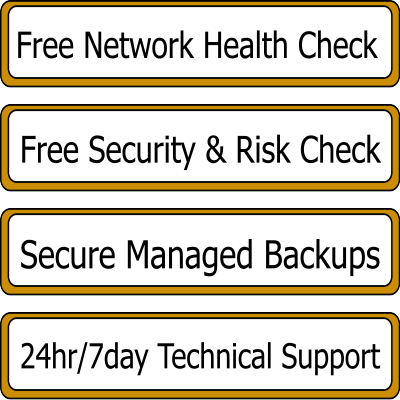 Free Network Health Check
Free Security & Risk Check
Secure Managed Backups
24hr/7day Technical Support